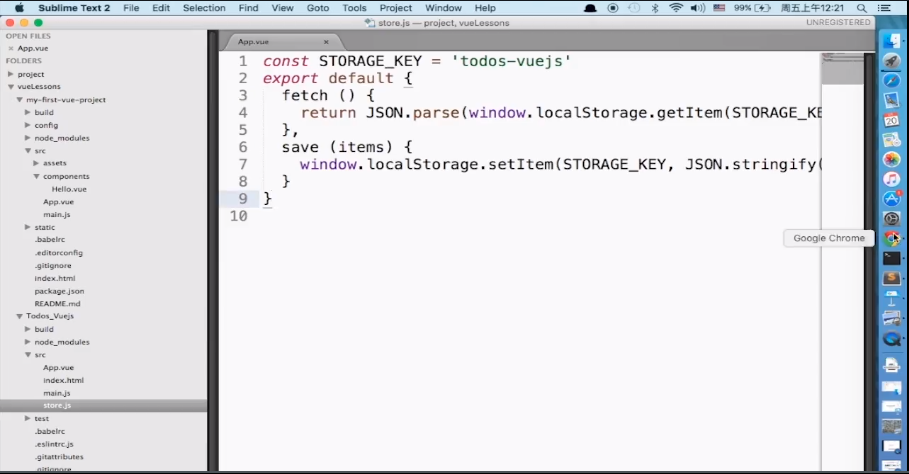 Sublime Text 2 File Edit Selection Find View Goto Tools Project Window Help 99% 周五上午12:21
store.js — project, vueLessons UNREGISTERED
OPEN FILES
App.vue
FOLDERS
project
vueLessons
my-first-vue-project
build
config
node_modules
src
assets
components
Hello.vue
App.vue
main.js
static
.babelrc
.editorconfig
.gitignore
index.html
package.json
README.md
Todos_Vuejs
build
node_modules
src
App.vue
index.html
main.js
store.js
test
.babelrc
.eslintrc.js
.gitattributes
.gitignore
App.vue
1 const STORAGE_KEY = 'todos-vuejs'
2 export default {
3 fetch () {
4 return JSON.parse(window.localStorage.getItem(STORAGE_KE
5 },
6 save (items) {
7 window.localStorage.setItem(STORAGE_KEY, JSON.stringify(
8 }
9 }
10
Google Chrome
20